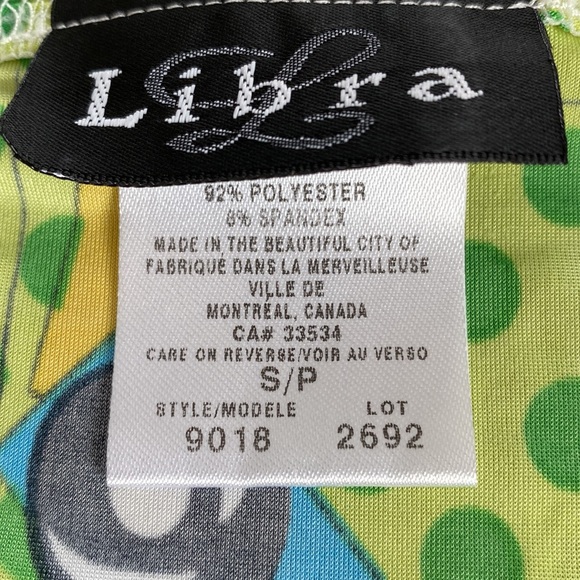 Libra
L
92% POLYESTER
8% SPANDEX
MADE IN THE BEAUTIFUL CITY OF
FABRIQUE DANS LA MERVEILLEUSE
VILLE DE
MONTREAL, CANADA
CA# 33534
CARE ON REVERSE/VOIR AU VERSO
S/P
STYLE/MODELE LOT
9018 2692